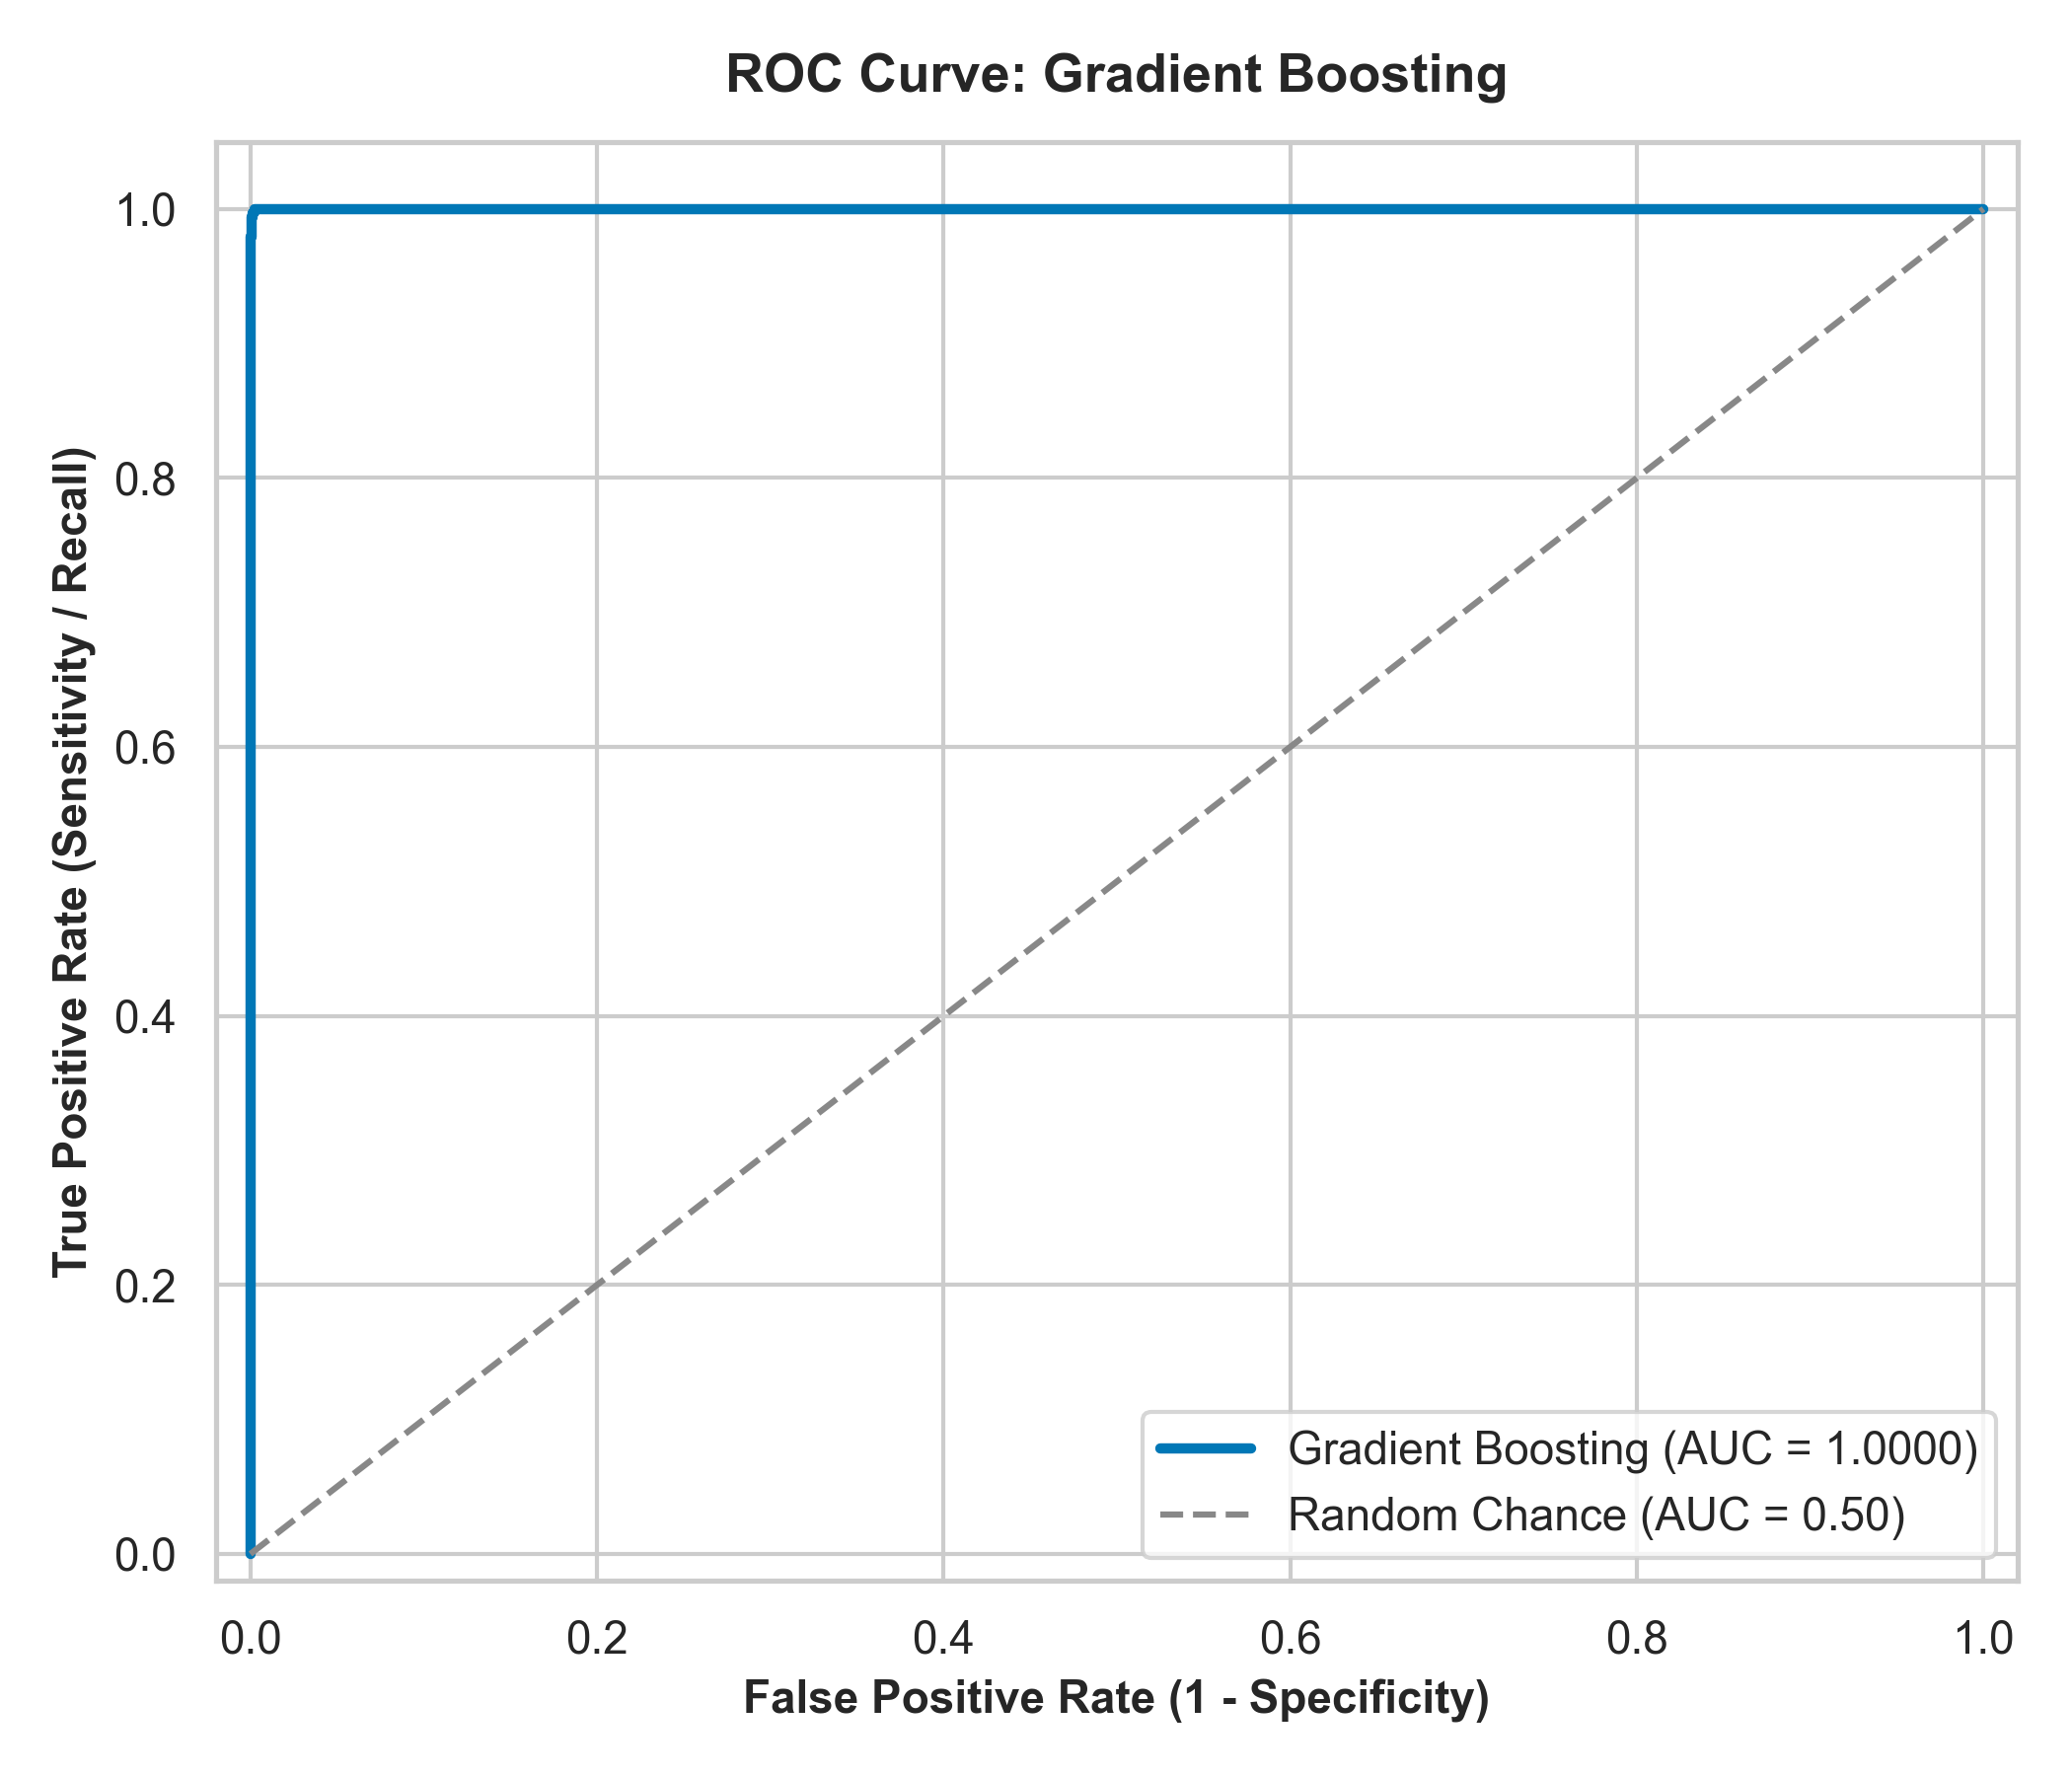 ROC Curve: Gradient Boosting
True Positive Rate (Sensitivity / Recall)
1.0
0.8
0.6
0.4
0.2
0.0
Gradient Boosting (AUC = 1.0000)
Random Chance (AUC = 0.50)
0.0 0.2 0.4 0.6 0.8 1.0
False Positive Rate (1 - Specificity)